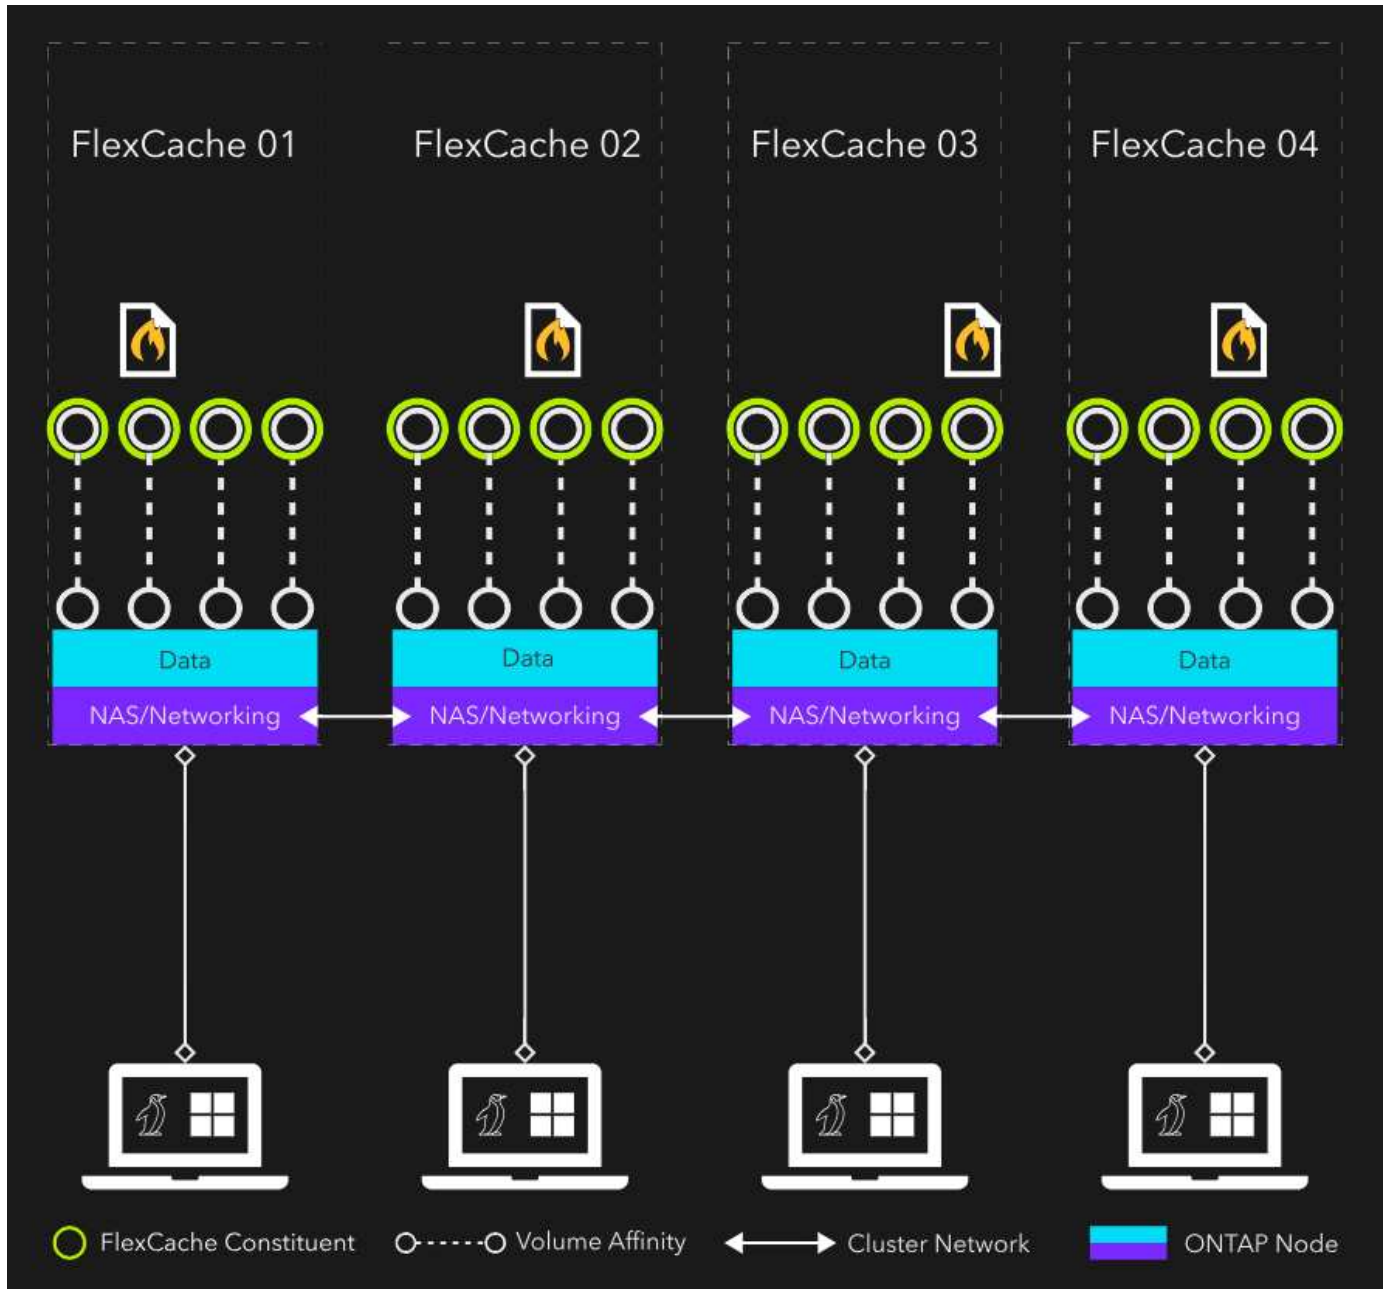 FlexCache 01
FlexCache 02
FlexCache 03
FlexCache 04
Data
Data
Data
Data
NAS/Networking
NAS/Networking
NAS/Networking
NAS/Networking
FlexCache Constituent
Volume Affinity
Cluster Network
ONTAP Node